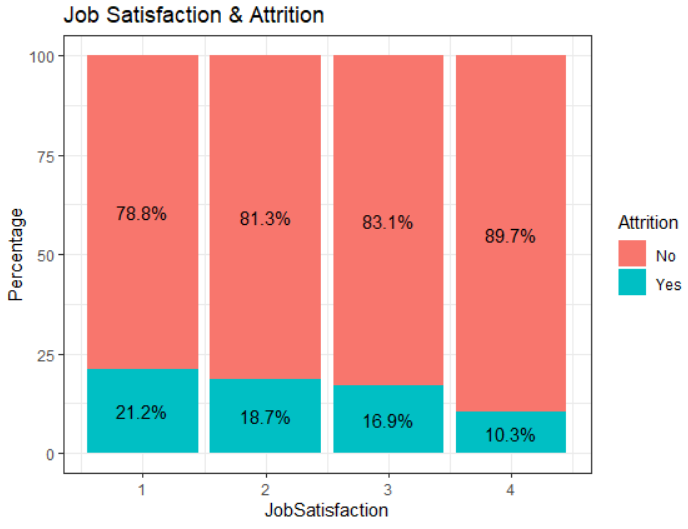 Job Satisfaction & Attrition
Percentage
100
75
50
25
0
78.8%
81.3%
83.1%
89.7%
21.2%
18.7%
16.9%
10.3%
1
2
3
4
JobSatisfaction
Attrition
No
Yes